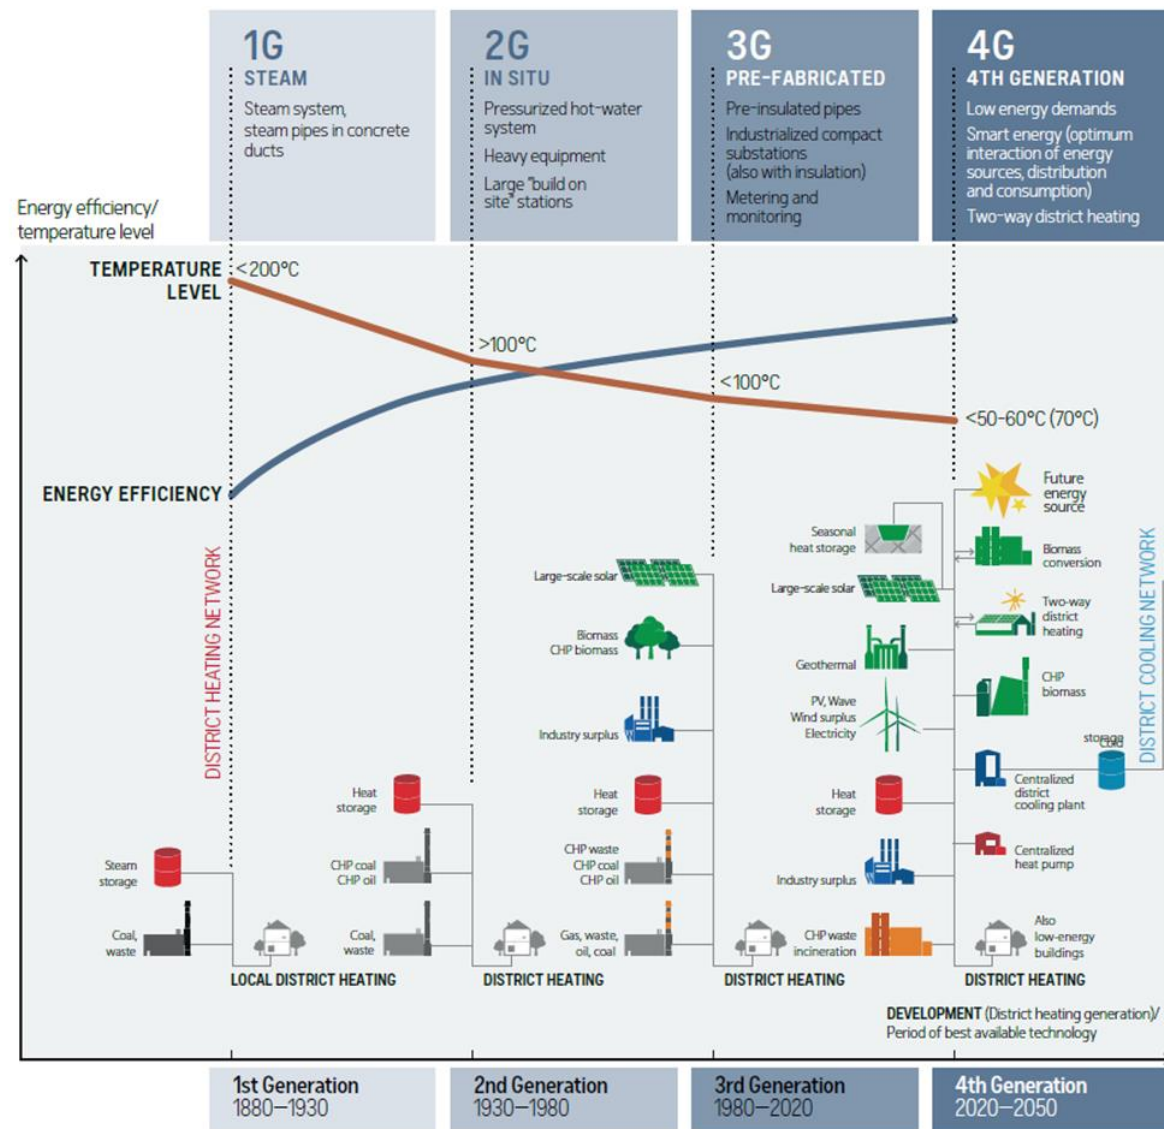 1G
STEAM
Steam system,
steam pipes in concrete
ducts
2G
IN SITU
Pressurized hot-water
system
Heavy equipment
Large "build on
site" stations
3G
PRE-FABRICATED
Pre-insulated pipes
Industrialized compact
substations
(also with insulation)
Metering and
monitoring
4G
4TH GENERATION
Low energy demands
Smart energy (optimum
interaction of energy
sources, distribution
and consumption)
Two-way district heating
Energy efficiency/
temperature level
TEMPERATURE
LEVEL
<200°C
>100°C
<100°C
<50-60°C (70°C)
ENERGY EFFICIENCY
DISTRICT HEATING NETWORK
Steam
storage
Coal,
waste
LOCAL DISTRICT HEATING
Heat
storage
CHP coal
CHP oil
Coal,
waste
DISTRICT HEATING
Large-scale solar
Biomass
CHP biomass
Industry surplus
Heat
storage
CHP waste
CHP coal
CHP oil
Gas, waste,
oil, coal
DISTRICT HEATING
Seasonal
heat storage
Large-scale solar
Geothermal
PV, Wave
Wind surplus
Electricity
Heat
storage
Industry surplus
CHP waste
incineration
Future
energy
source
Biomass
conversion
Two-way
district
heating
CHP
biomass
Centralized
district
cooling plant
storage
Cold
Centralized
heat pump
Also
low-energy
buildings
DISTRICT HEATING
DISTRICT COOLING NETWORK
DEVELOPMENT (District heating generation)/
Period of best available technology
1st Generation
1880–1930
2nd Generation
1930–1980
3rd Generation
1980–2020
4th Generation
2020–2050